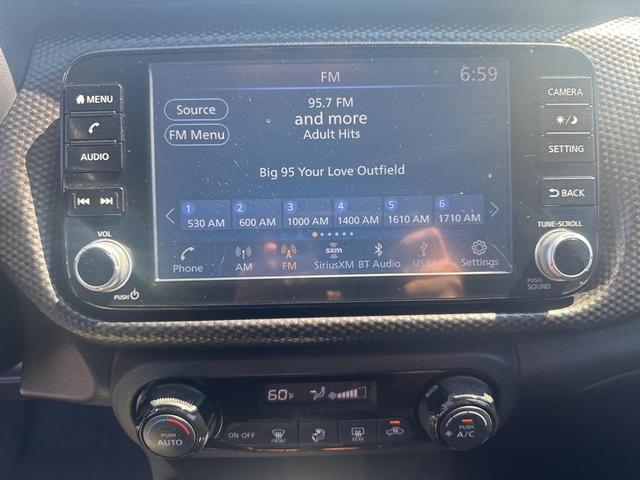 FM
6:59
Source
FM Menu
95.7 FM
and more
Adult Hits
Big 95 Your Love Outfield
1 530 AM
2 600 AM
3 1000 AM
4 1400 AM
5 1610 AM
6 1710 AM
Phone
AM
FM
sxm
SiriusXM
BT Audio
USB1
Settings
MENU
AUDIO
VOL
PUSH
CAMERA
SETTING
BACK
TUNE·SCROLL
PUSH
SOUND
60°F
PUSH
AUTO
ON·OFF
FRONT
REAR
PUSH
A/C